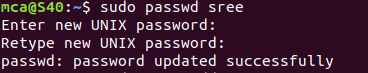 mca@S40:~$ sudo passwd sree
Enter new UNIX password:
Retype new UNIX password:
passwd: password updated successfully